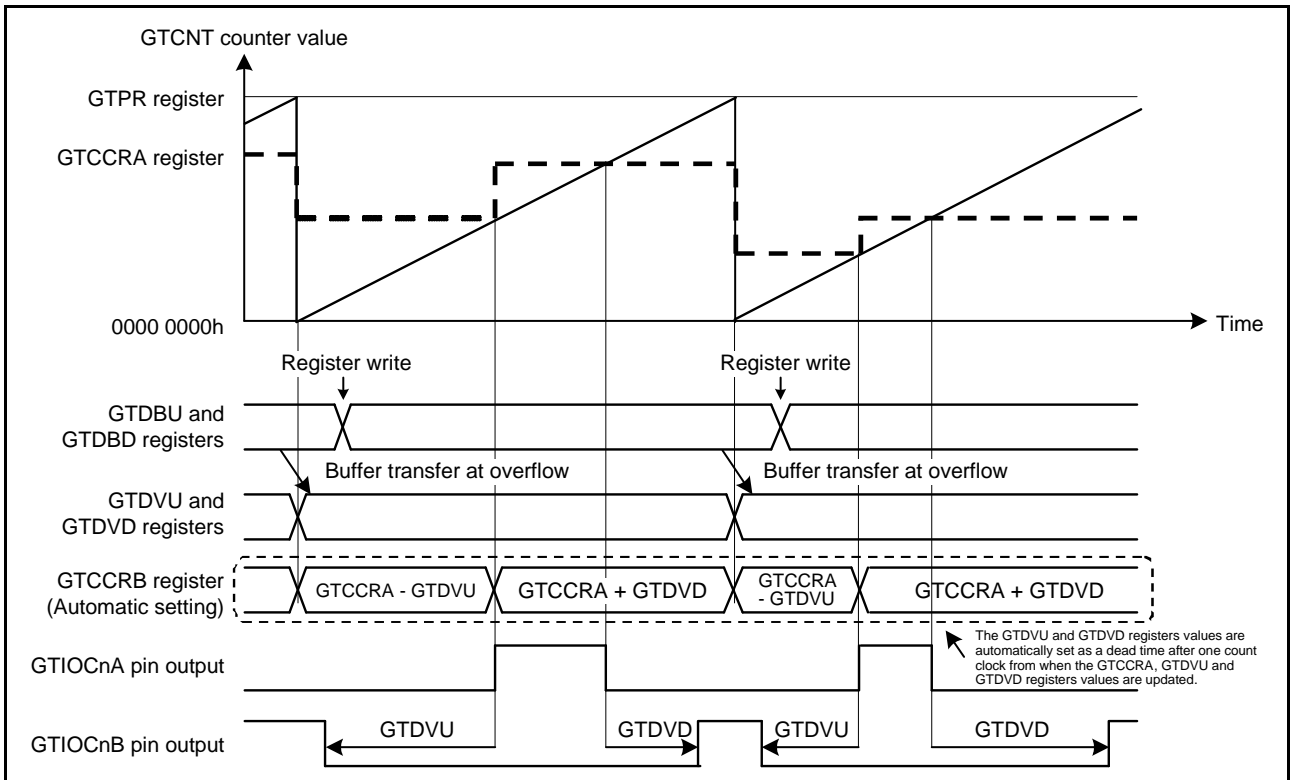 GTCNT counter value
GTPR register
GTCCRA register
0000 0000h
Time
Register write
Register write
GTDBU and
GTDBD registers
Buffer transfer at overflow
Buffer transfer at overflow
GTDVU and
GTDVD registers
GTCCRB register
(Automatic setting)
GTCCRA - GTDVU
GTCCRA + GTDVD
GTCCRA
- GTDVU
GTCCRA + GTDVD
The GTDVU and GTDVD registers values are
automatically set as a dead time after one count
clock from when the GTCCRA, GTDVU and
GTDVD registers values are updated.
GTIOCnA pin output
GTIOCnB pin output
GTDVU
GTDVD
GTDVU
GTDVD